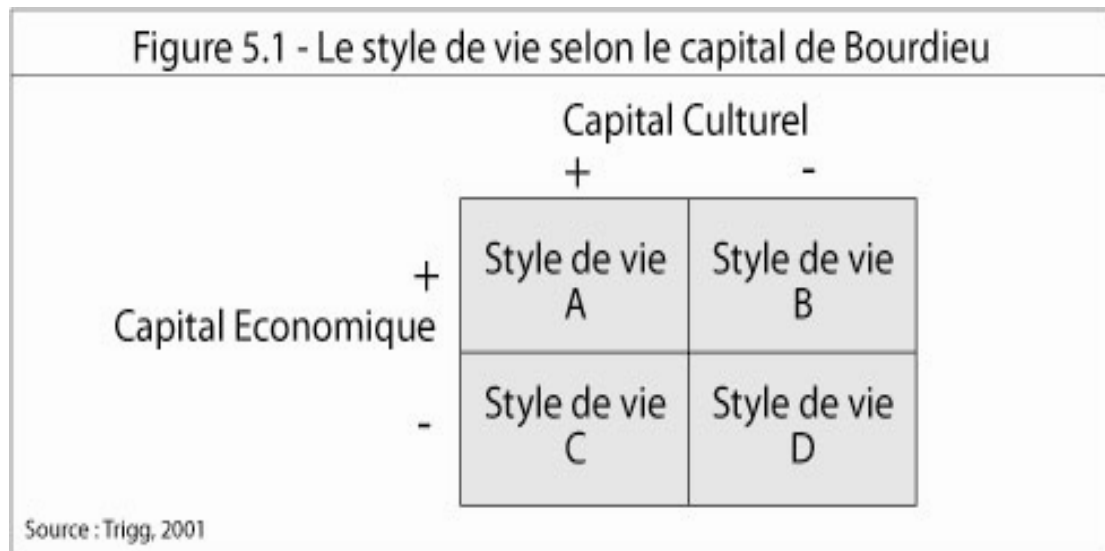 Figure 5.1 - Le style de vie selon le capital de Bourdieu
Capital Culturel
+ -
Style de vie Style de vie
+
A B
Capital Economique
Style de vie Style de vie
-
C D
Source : Trigg, 2001